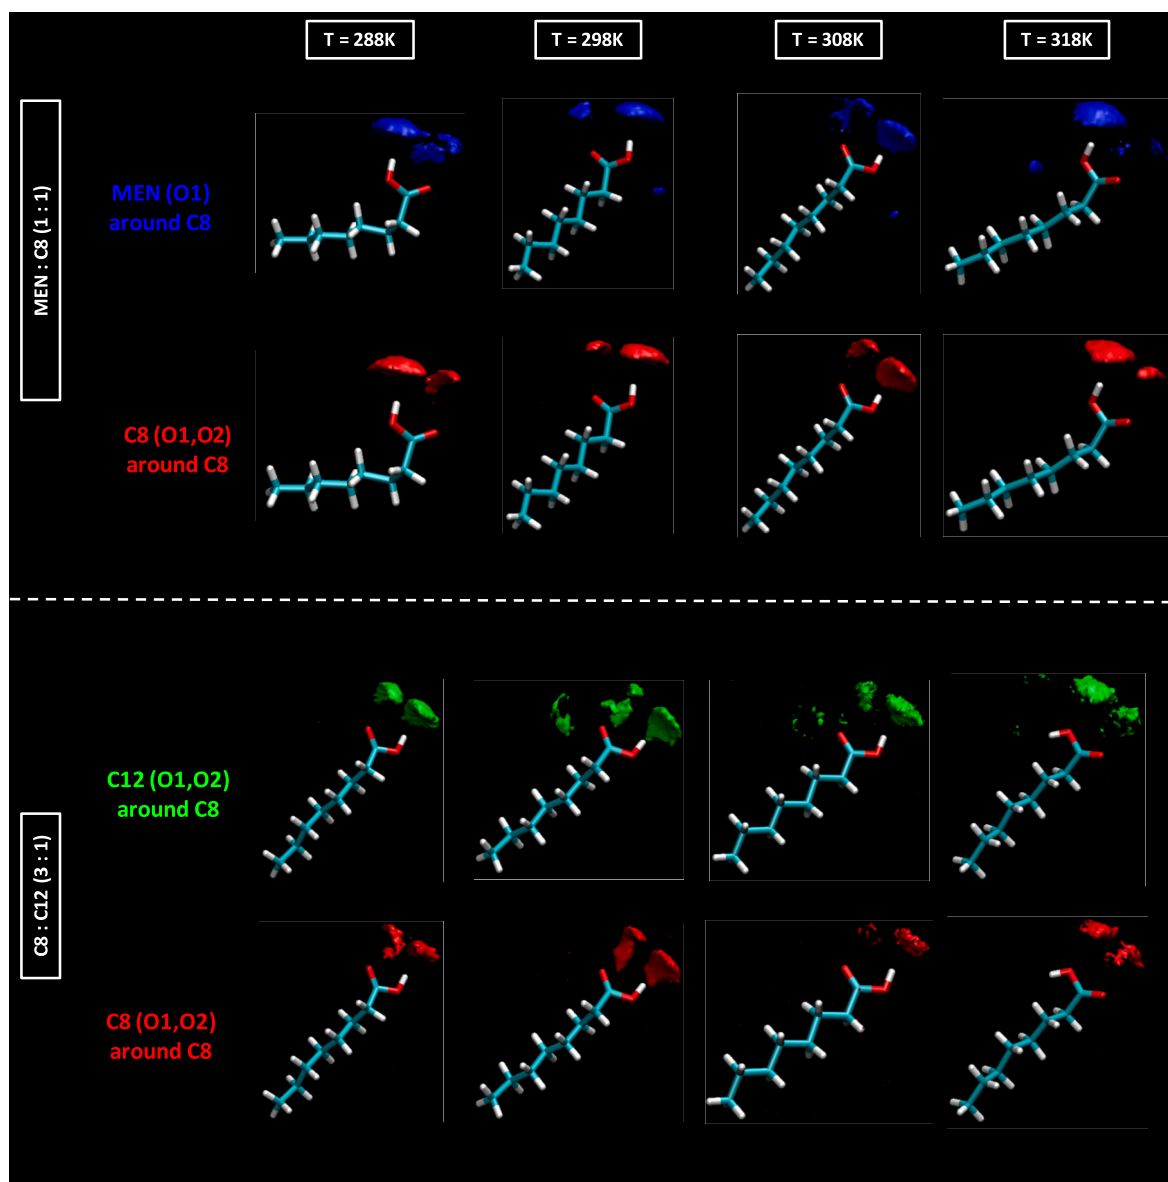 T = 288K
T = 298K
T = 308K
T = 318K
MEN : C8 (1 : 1)
MEN (O1)
around C8
C8 (O1,O2)
around C8
C8 : C12 (3 : 1)
C12 (O1,O2)
around C8
C8 (O1,O2)
around C8